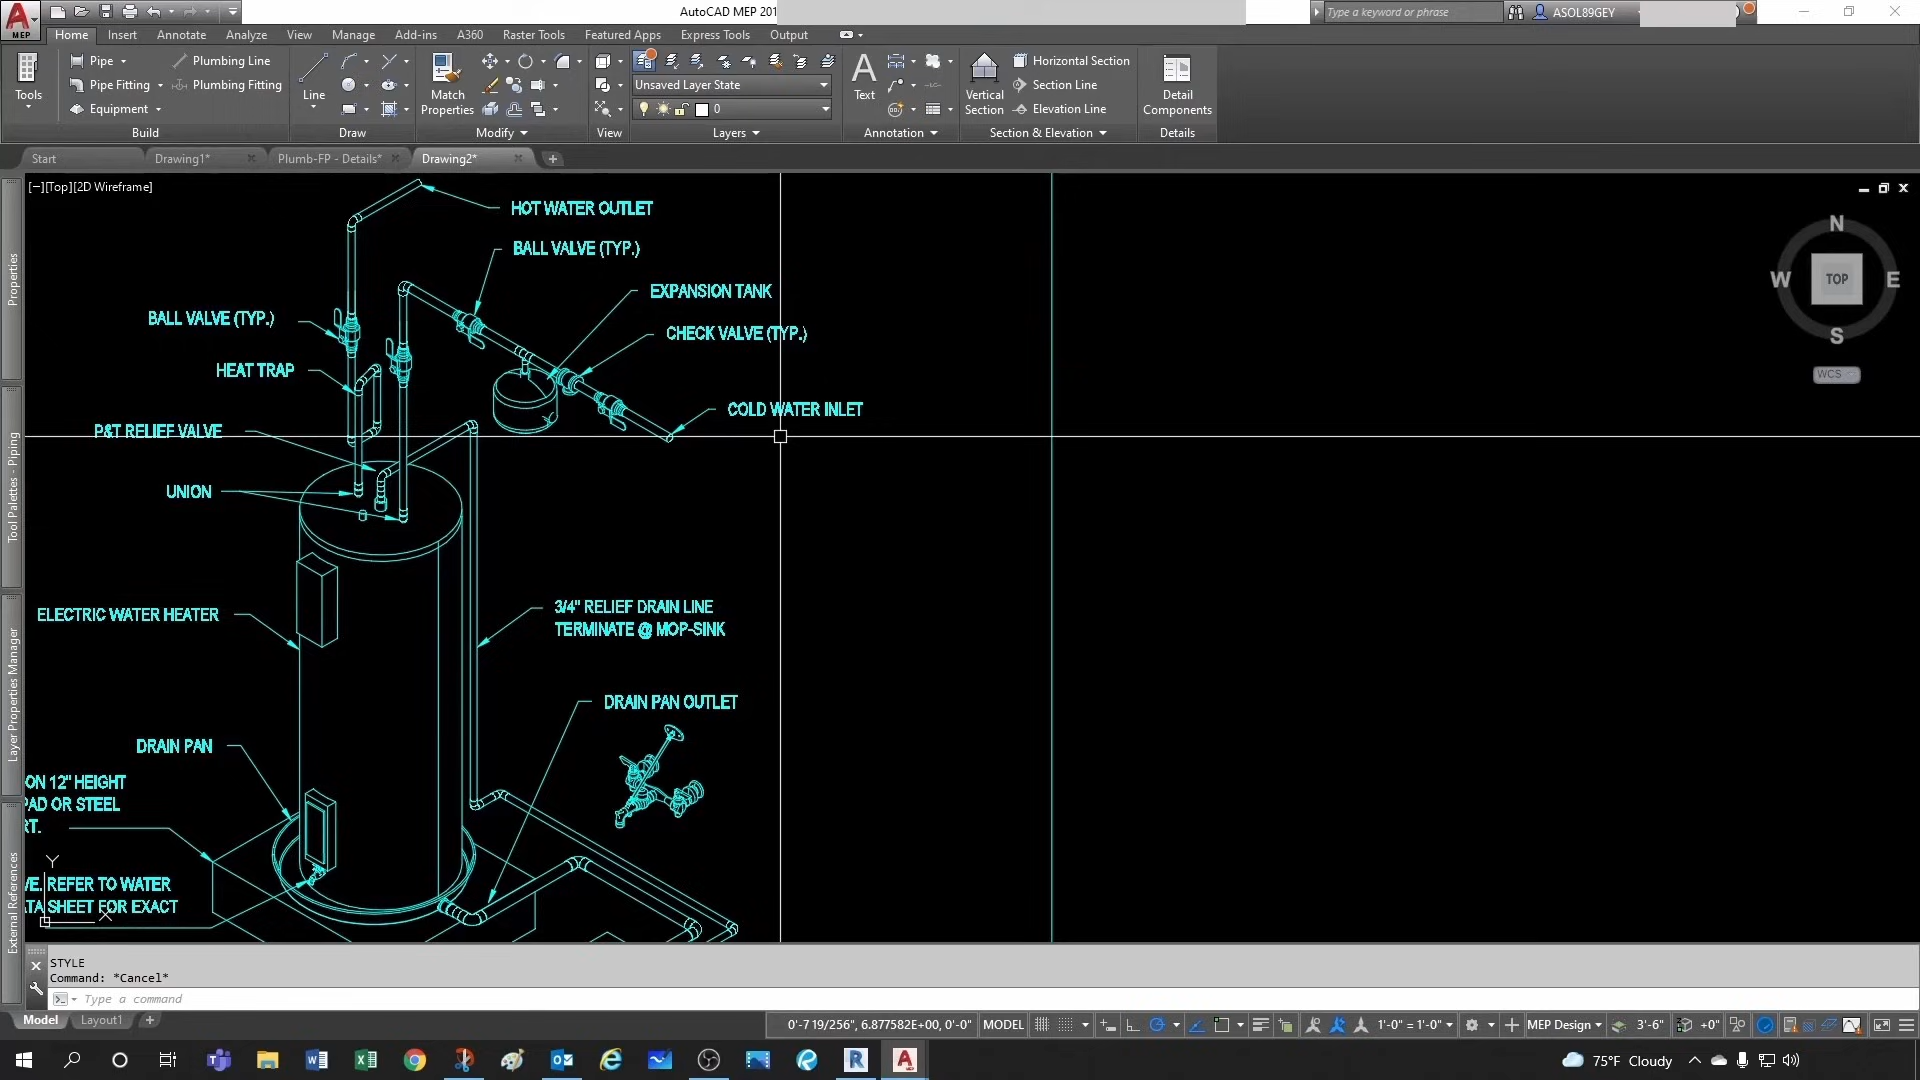 AutoCAD MEP 201
Type a keyword or phrase
ASOL89GEY
MEP
Home Insert Annotate Analyze View Manage Add-ins A360 Raster Tools Featured Apps Express Tools Output
Tools
Pipe
Pipe Fitting
Equipment
Plumbing Line
Plumbing Fitting
Build
Line
Draw
Match
Properties
Modify
View
Unsaved Layer State
0
Layers
Text
Annotation
Vertical
Section
Horizontal Section
Section Line
Elevation Line
Section & Elevation
Detail
Components
Details
Start Drawing1* Plumb-FP - Details* Drawing2*
[−][Top][2D Wireframe]
Properties
Tool Palettes - Piping
Layer Properties Manager
External References
HOT WATER OUTLET
BALL VALVE (TYP.)
EXPANSION TANK
BALL VALVE (TYP.)
CHECK VALVE (TYP.)
HEAT TRAP
COLD WATER INLET
P&T RELIEF VALVE
UNION
ELECTRIC WATER HEATER
3/4" RELIEF DRAIN LINE
TERMINATE @ MOP-SINK
DRAIN PAN OUTLET
DRAIN PAN
ON 12" HEIGHT
PAD OR STEEL
RT.
VE. REFER TO WATER
ATA SHEET FOR EXACT
Y
X
N
W TOP E
S
WCS
STYLE
Command: *Cancel*
Type a command
Model Layout1
0'-7 19/256", 6.877582E+00, 0'-0" MODEL 1'-0" = 1'-0" MEP Design 3'-6" +0"
75°F Cloudy